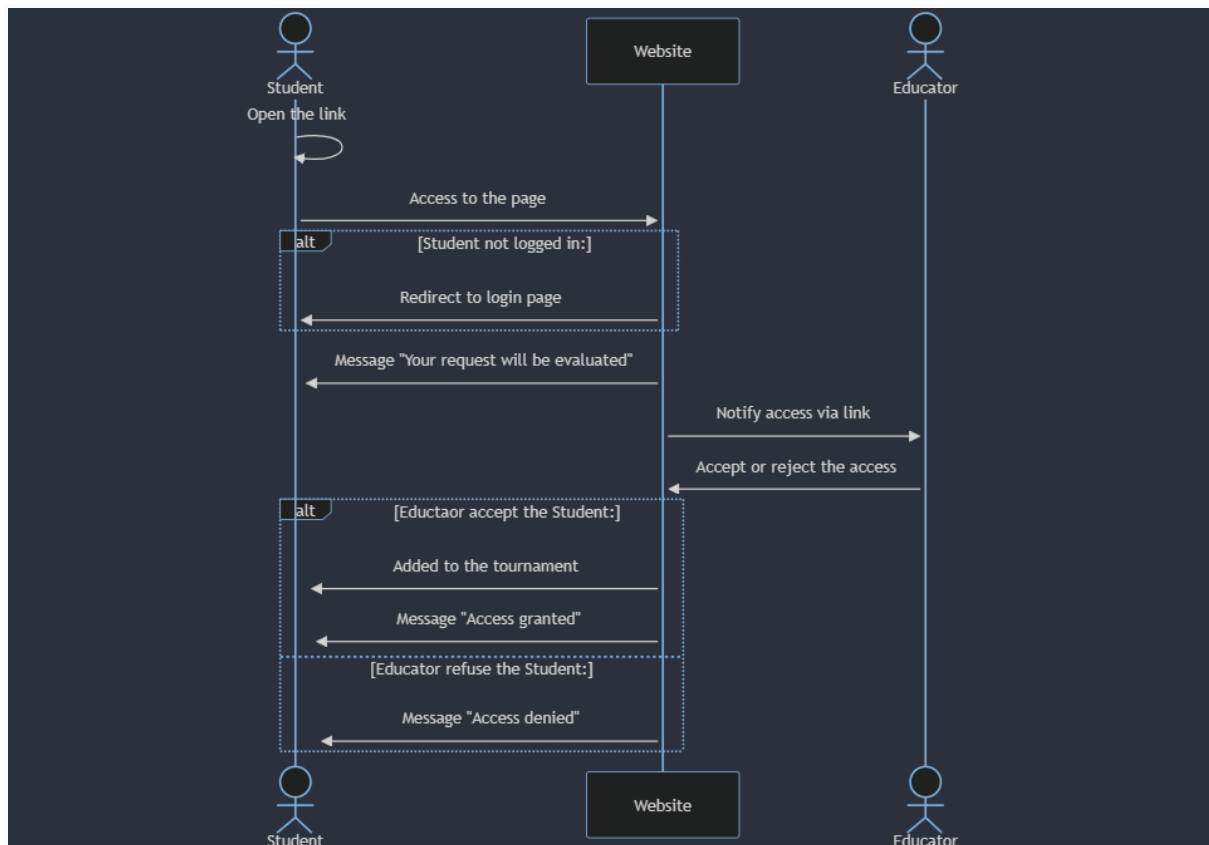 Student
Website
Educator
Open the link
Access to the page
alt
[Student not logged in:]
Redirect to login page
Message "Your request will be evaluated"
Notify access via link
Accept or reject the access
alt
[Eductaor accept the Student:]
Added to the tournament
Message "Access granted"
[Educator refuse the Student:]
Message "Access denied"
Student
Website
Educator